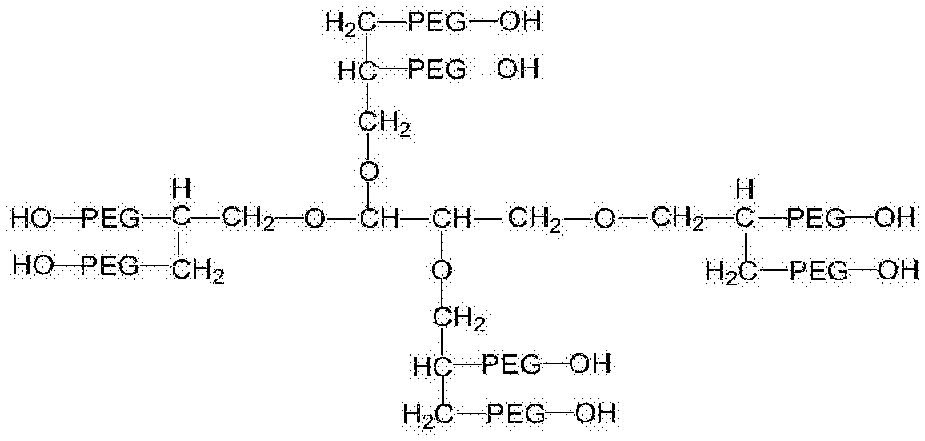 H₂C—PEG—OH
HC—PEG OH
CH₂
O
H H
HO—PEG—C—CH₂—O—CH—CH—CH₂—O—CH₂—C—PEG—OH
HO—PEG—CH₂ O H₂C—PEG—OH
CH₂
HC—PEG—OH
H₂C—PEG—OH